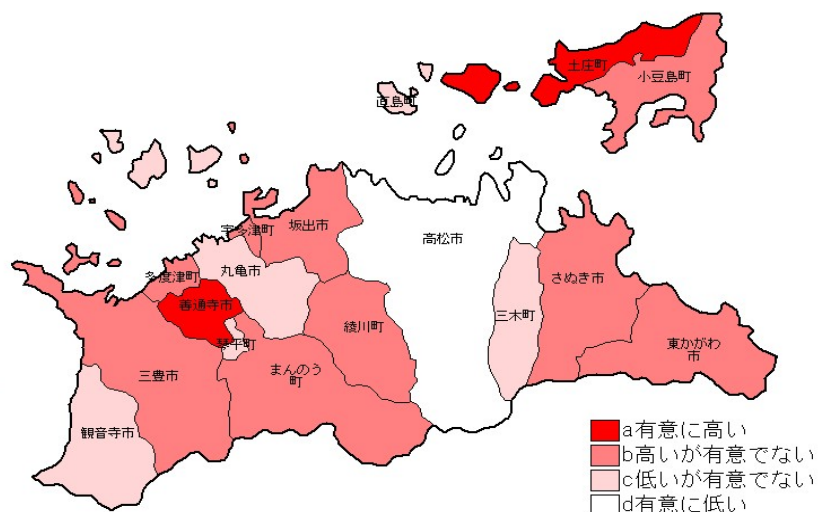 土庄町
小豆島町
直島町
宇多津町
坂出市
高松市
多度津町
丸亀市
さぬき市
善通寺市
三木町
綾川町
琴平町
東かがわ
市
三豊市
まんのう
町
観音寺市
a有意に高い
b高いが有意でない
c低いが有意でない
d有意に低い